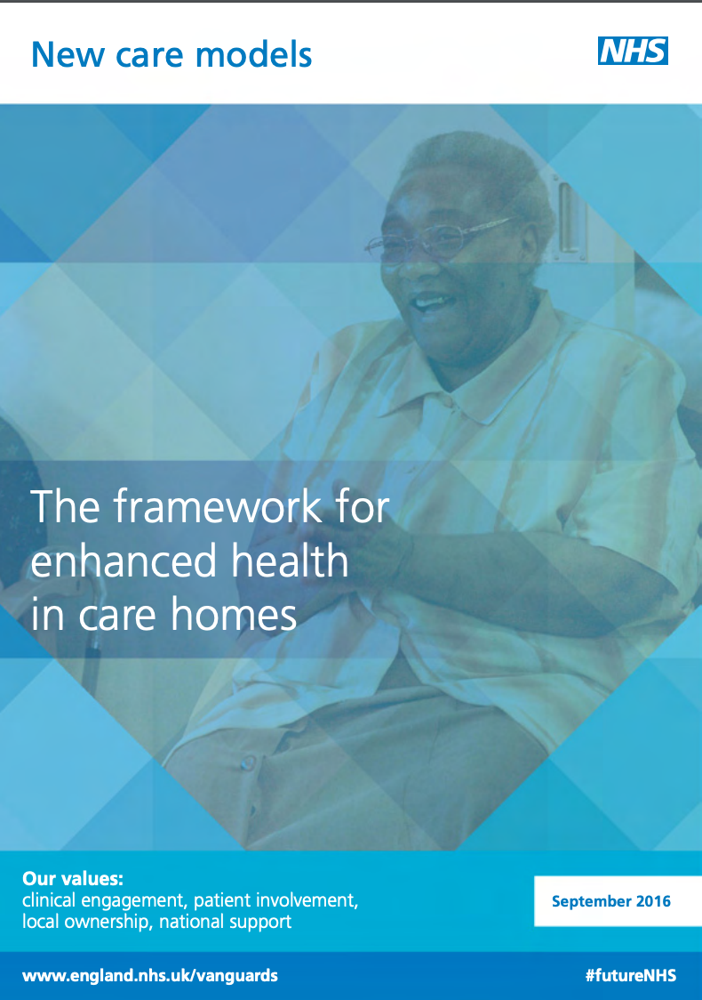 New care models
NHS
The framework for
enhanced health
in care homes
Our values:
clinical engagement, patient involvement,
local ownership, national support
September 2016
www.england.nhs.uk/vanguards
#futureNHS